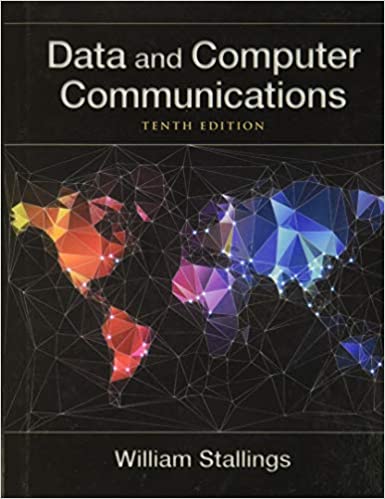 Data and Computer
Communications
TENTH EDITION
William Stallings